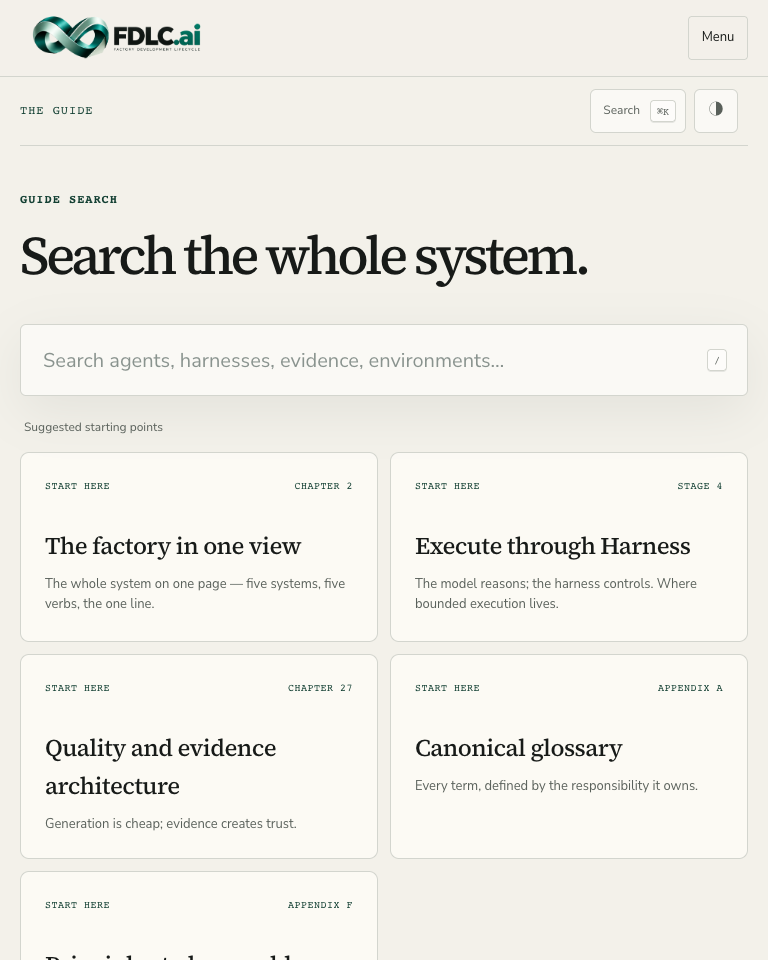 FDLC.ai
FACTORY DEVELOPMENT LIFECYCLE
Menu
THE GUIDE
Search ⌘K
GUIDE SEARCH
Search the whole system.
Search agents, harnesses, evidence, environments…
/
Suggested starting points
START HERE
CHAPTER 2
The factory in one view
The whole system on one page — five systems, five
verbs, the one line.
START HERE
STAGE 4
Execute through Harness
The model reasons; the harness controls. Where
bounded execution lives.
START HERE
CHAPTER 27
Quality and evidence
architecture
Generation is cheap; evidence creates trust.
START HERE
APPENDIX A
Canonical glossary
Every term, defined by the responsibility it owns.
START HERE
APPENDIX F